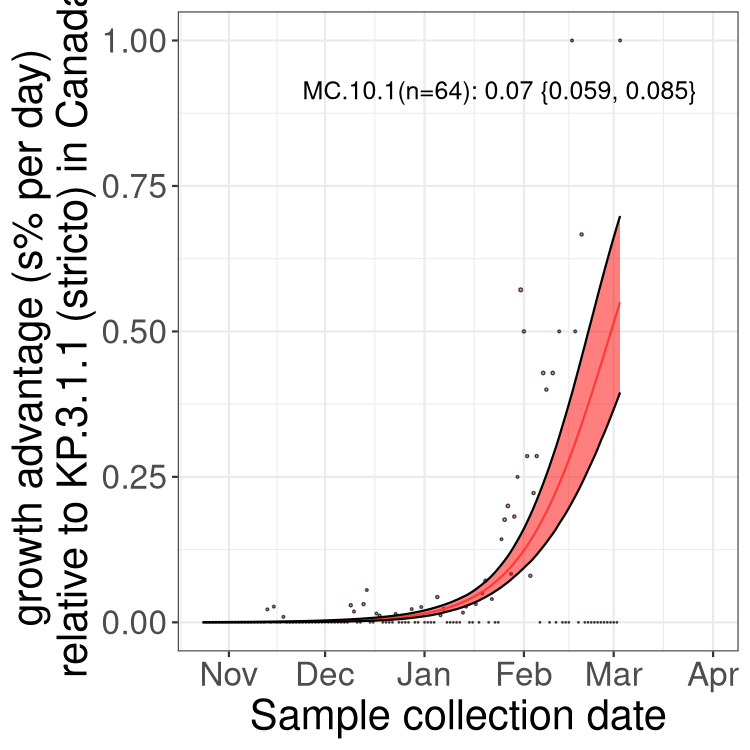 growth advantage (s% per day)
relative to KP.3.1.1 (stricto) in Canada
1.00
0.75
0.50
0.25
0.00
MC.10.1(n=64): 0.07 {0.059, 0.085}
Nov Dec Jan Feb Mar Apr
Sample collection date